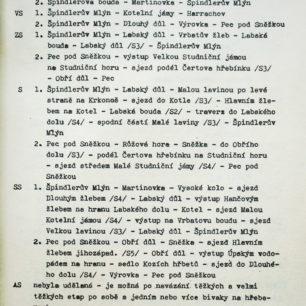 2. Špindlerova bouda - Martinovka - Špindlerův Mlýn
VS 1. Špindlerův Mlýn - Kotelní jámy - Harrachov
2. Špindlerův Mlýn - Dlouhý důl - Výrovka - Pec pod Sněžkou
ZS 1. Špindlerův Mlýn - Labský důl - Vrbatův žleb - Labská
bouda - Labský důl /S3/ - Špindlerův Mlýn
2. Pec pod Sněžkou - výstup Velkou Studniční jámou
na Studniční horu - sjezd podél Čertova hřebínku /S3/
- Obří důl - Pec
S 1. Špindlerův Mlýn - Labský důl - Malou lavinou po levé
straně na Krkonoš - sjezd do Kotle /S3/ - Hlavním žle-
bem na Kotel - Labská bouda /S2/ - travers do Labského
dolu /S4/ - spodní částí Malé laviny /S3/ - Špindlerův
Mlýn
2. Pec pod Sněžkou - Růžová hora - Sněžka - do Obřího
dolu /S3/ - podél Čertova hřebínku na Studniční horu
- sjezd středem Malé Studniční jámy /S4/ - Pec pod
Sněžkou
SS 1. Špindlerův Mlýn - Martinovka - Vysoké kolo - sjezd
Dlouhým žlebem /S4/ - Labský důl - výstup Hančovým
žlebem na hranu Labského dolu - Kotel - sjezd Malou
Kotelní jámou /S4/ - výstup na Vrbatovu boudu - sjezd
Velkou lavinou /S3/ - Labský důl - Špindlerův Mlýn
2. Pec pod Sněžkou - Obří důl - Sněžka - sjezd Hlavním
žlebem jihozápad. /S5/ - Obří důl - výstup Úpským vodo-
pádem na hranu - sedlo Kozích hřbetů - sjezd do Dlouhé-
ho dolu /S4/ - Výrovka - Pec pod Sněžkou
AS nebyla udělána - je možná po navázání těžkých a velmi
těžkých etap po sobě s jedním nebo více bivaky na hřebe-